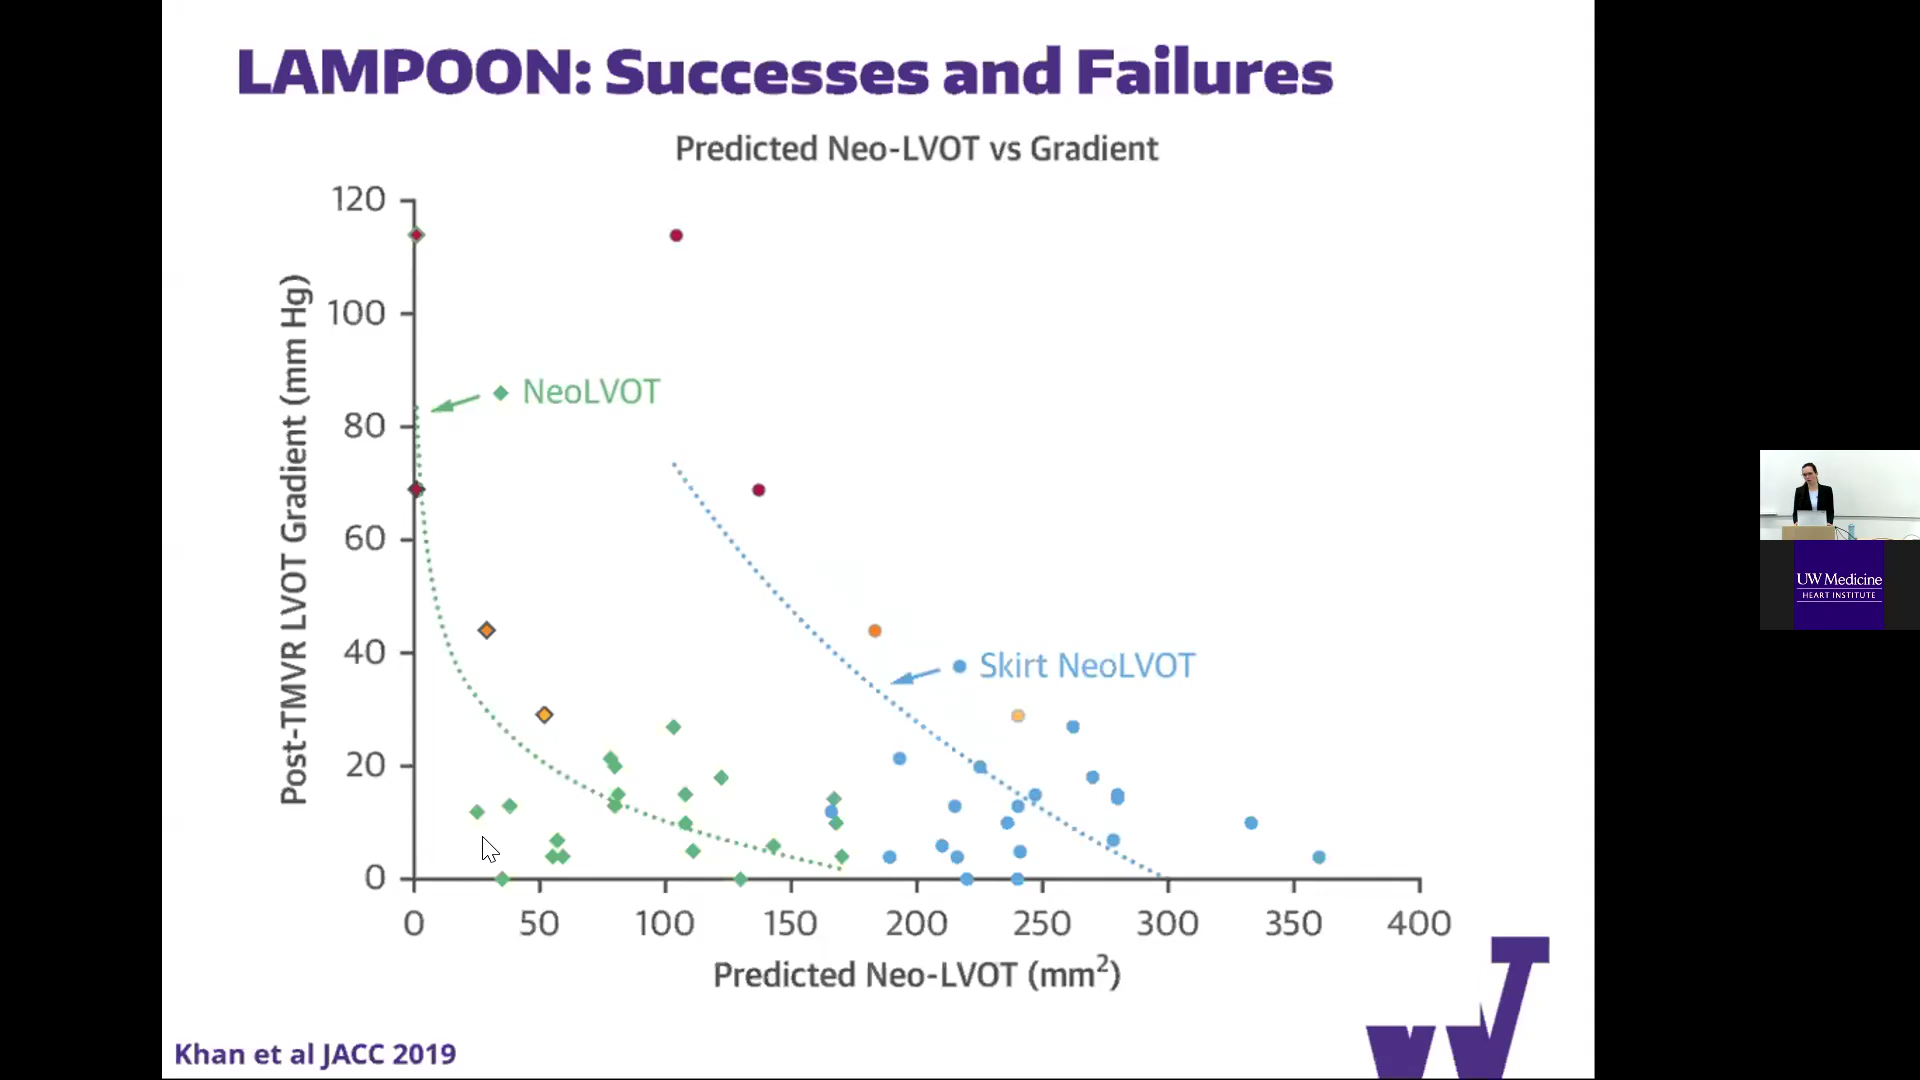 LAMPOON: Successes and Failures
Predicted Neo-LVOT vs Gradient
Post-TMVR LVOT Gradient (mm Hg)
120
100
80
60
40
20
0
NeoLVOT
Skirt NeoLVOT
0 50 100 150 200 250 300 350 400
Predicted Neo-LVOT (mm²)
Khan et al JACC 2019
W
UW Medicine
HEART INSTITUTE